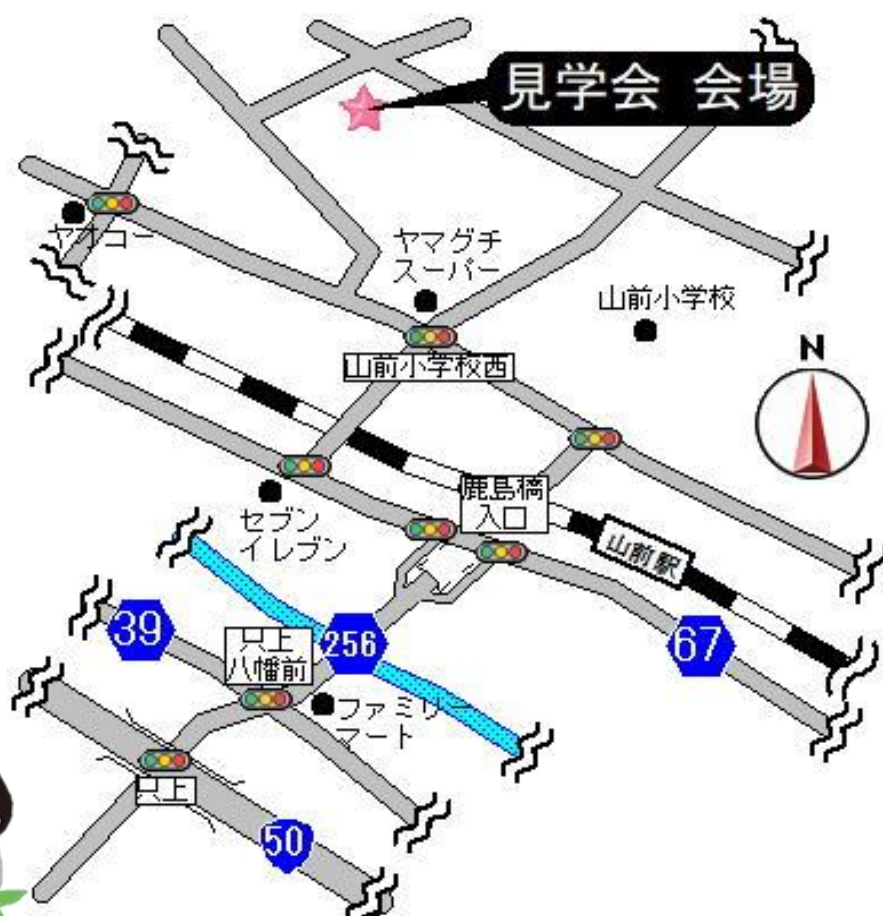 見学会 会場
ヤオコー
ヤマグチ
スーパー
山前小学校
山前小学校西
N
鹿島橋
入口
セブン
イレブン
山前駅
39
只上
八幡前
256
67
ファミリー
マート
只上
50